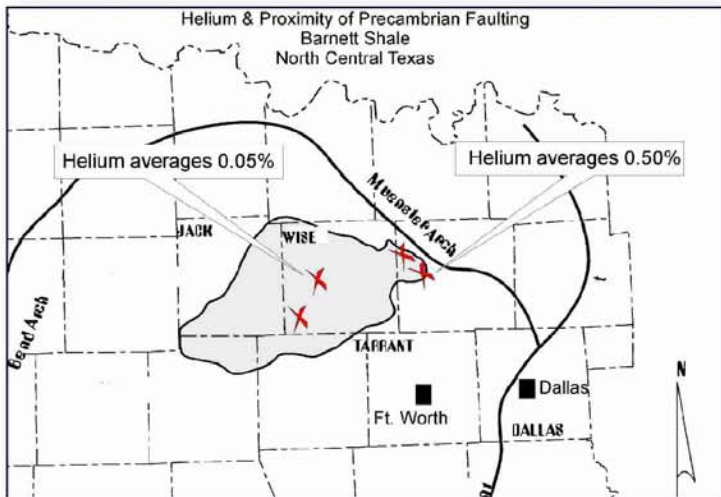 Helium & Proximity of Precambrian Faulting
Barnett Shale
North Central Texas
Helium averages 0.05%
Helium averages 0.50%
Muenster Arch
JACK
WISE
Bend Arch
TARRANT
N
Dallas
Ft. Worth
DALLAS